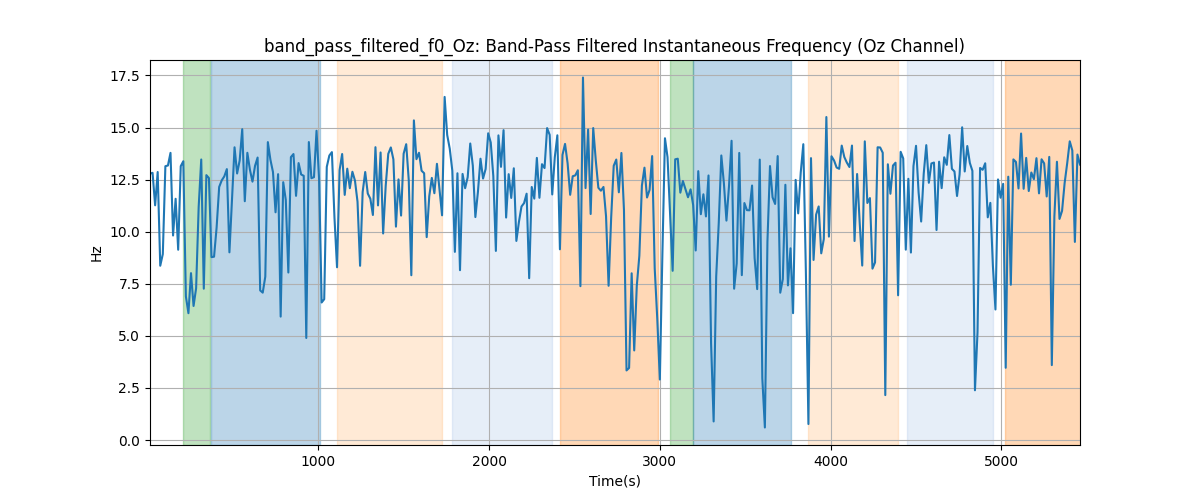 band_pass_filtered_f0_Oz: Band-Pass Filtered Instantaneous Frequency (Oz Channel)
17.5
15.0
12.5
10.0
7.5
5.0
2.5
0.0
Hz
1000 2000 3000 4000 5000
Time(s)